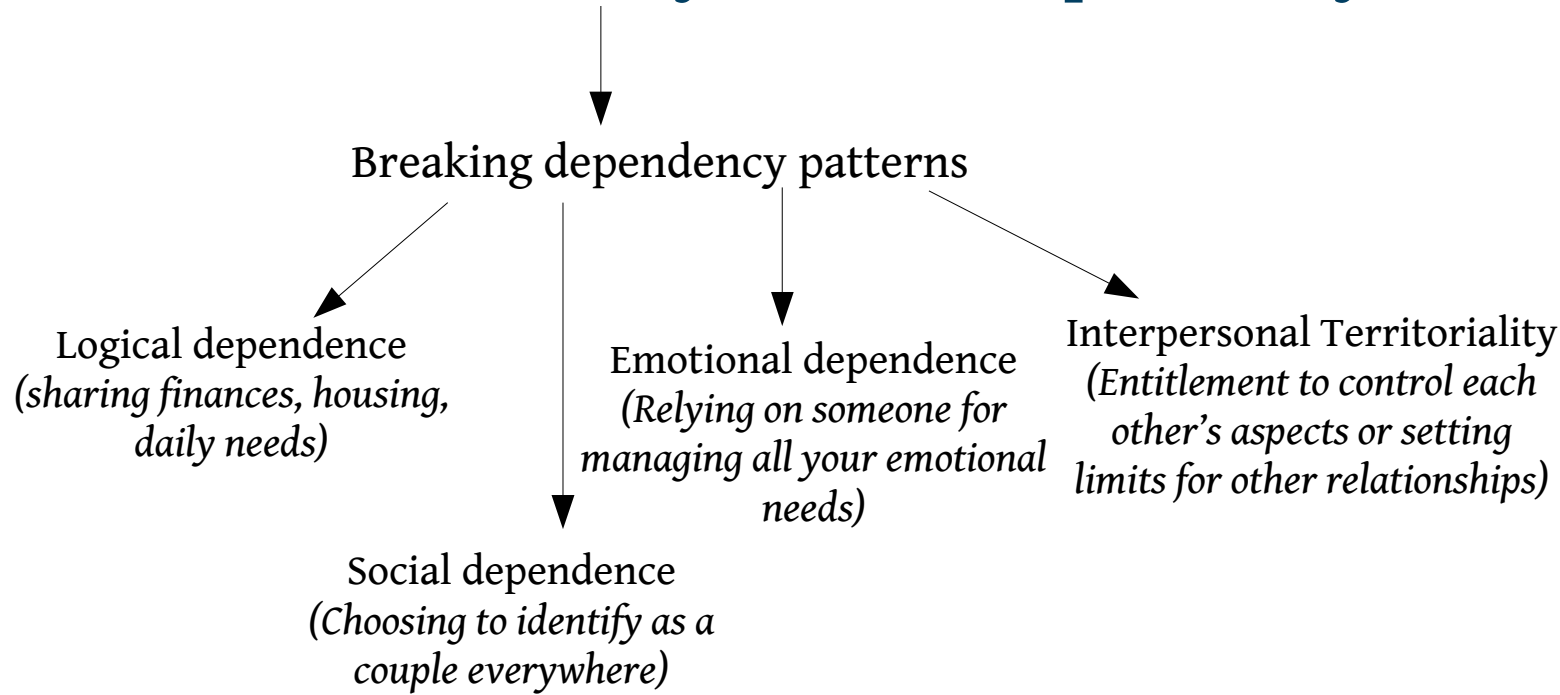 Breaking dependency patterns
Logical dependence
(sharing finances, housing,
daily needs)
Emotional dependence
(Relying on someone for
managing all your emotional
needs)
Interpersonal Territoriality
(Entitlement to control each
other’s aspects or setting
limits for other relationships)
Social dependence
(Choosing to identify as a
couple everywhere)